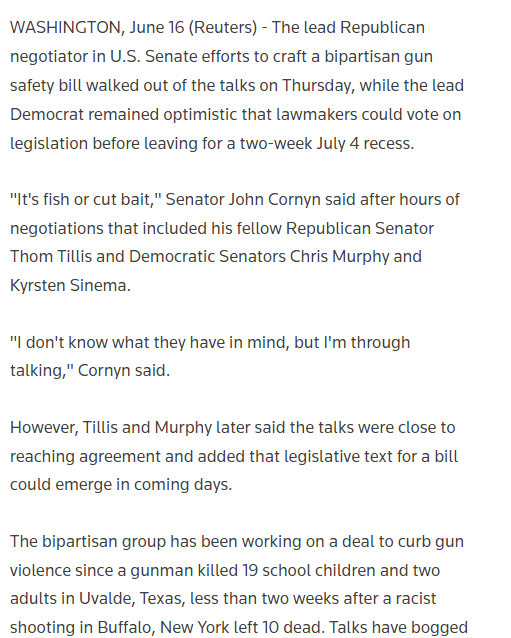 WASHINGTON, June 16 (Reuters) - The lead Republican
negotiator in U.S. Senate efforts to craft a bipartisan gun
safety bill walked out of the talks on Thursday, while the lead
Democrat remained optimistic that lawmakers could vote on
legislation before leaving for a two-week July 4 recess.
"It's fish or cut bait," Senator John Cornyn said after hours of
negotiations that included his fellow Republican Senator
Thom Tillis and Democratic Senators Chris Murphy and
Kyrsten Sinema.
"I don't know what they have in mind, but I'm through
talking," Cornyn said.
However, Tillis and Murphy later said the talks were close to
reaching agreement and added that legislative text for a bill
could emerge in coming days.
The bipartisan group has been working on a deal to curb gun
violence since a gunman killed 19 school children and two
adults in Uvalde, Texas, less than two weeks after a racist
shooting in Buffalo, New York left 10 dead. Talks have bogged